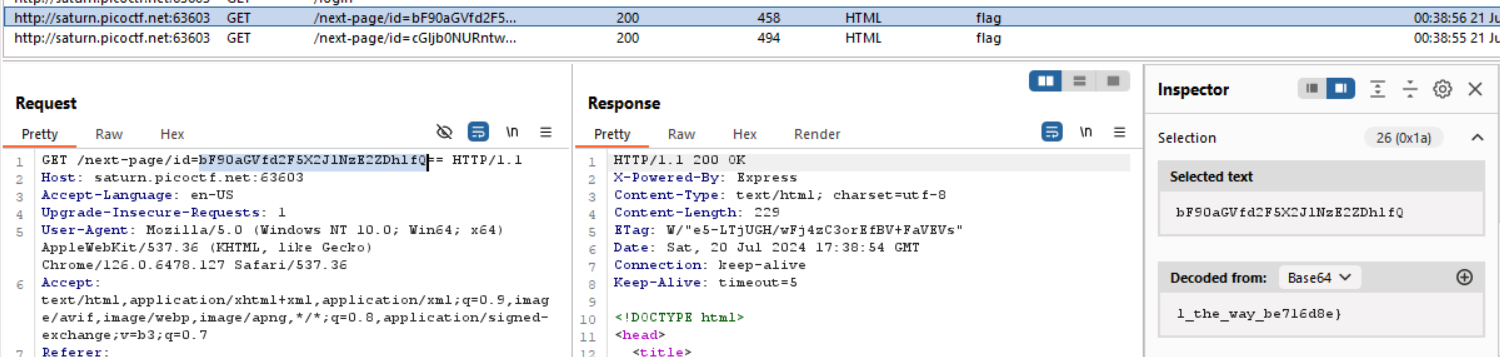 /login
http://saturn.picoctf.net:63603 GET /next-page/id=bF90aGVfd2F5... 200 458 HTML flag 00:38:56 21 Ju
http://saturn.picoctf.net:63603 GET /next-page/id=cGljb0NURntw... 200 494 HTML flag 00:38:55 21 Ju
Request
Pretty Raw Hex \n
1 GET /next-page/id=bF90aGVfd2F5X2JlNzE2ZDhlfQ== HTTP/1.1
2 Host: saturn.picoctf.net:63603
3 Accept-Language: en-US
4 Upgrade-Insecure-Requests: 1
5 User-Agent: Mozilla/5.0 (Windows NT 10.0; Win64; x64)
AppleWebKit/537.36 (KHTML, like Gecko)
Chrome/126.0.6478.127 Safari/537.36
6 Accept:
text/html,application/xhtml+xml,application/xml;q=0.9,imag
e/avif,image/webp,image/apng,*/*;q=0.8,application/signed-
exchange;v=b3;q=0.7
7 Referer:
Response
Pretty Raw Hex Render \n
1 HTTP/1.1 200 OK
2 X-Powered-By: Express
3 Content-Type: text/html; charset=utf-8
4 Content-Length: 229
5 ETag: W/"e5-LTjUGH/wFj4zC3orEfBV+FaVEVs"
6 Date: Sat, 20 Jul 2024 17:38:54 GMT
7 Connection: keep-alive
8 Keep-Alive: timeout=5
9
10 <!DOCTYPE html>
11 <head>
12 <title>
Inspector
Selection 26 (0x1a)
Selected text
bF90aGVfd2F5X2JlNzE2ZDhlfQ
Decoded from: Base64
l_the_way_be716d8e}